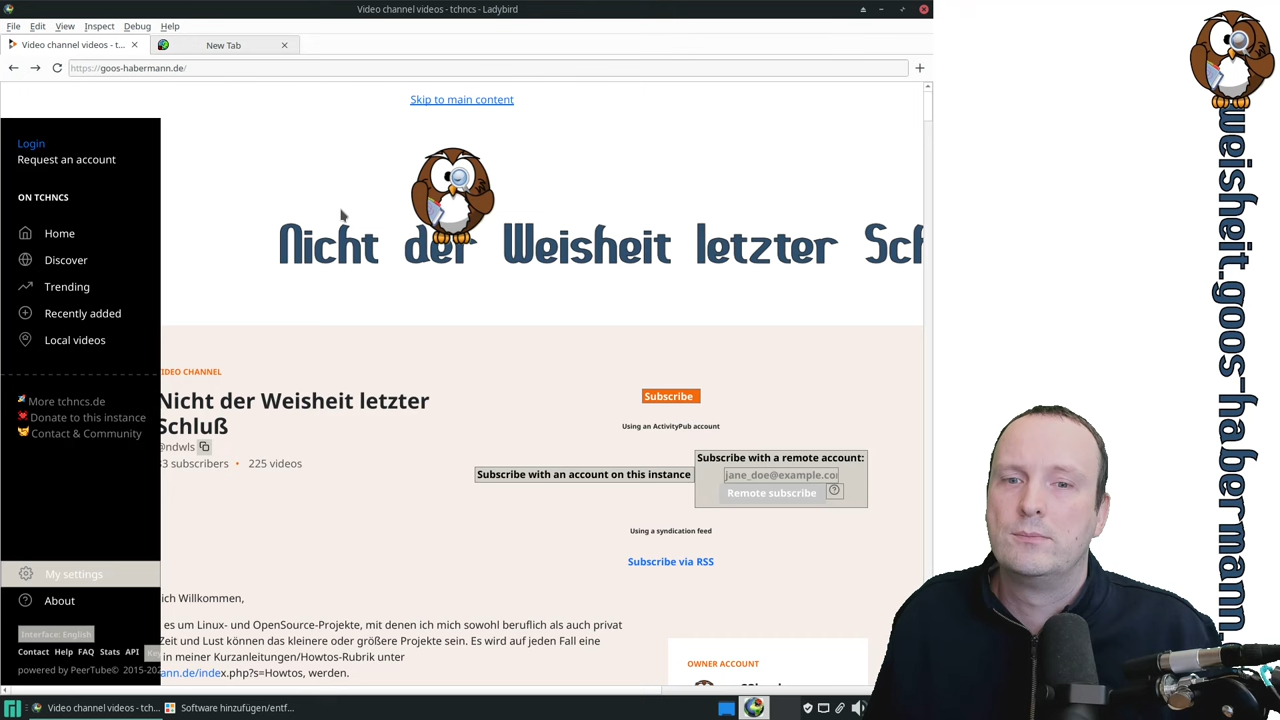 Video channel videos - tchncs - Ladybird
File Edit View Inspect Debug Help
Video channel videos - t...
New Tab
https://goos-habermann.de/
Skip to main content
Login
Request an account
ON TCHNCS
Home
Discover
Trending
Recently added
Local videos
More tchncs.de
Donate to this instance
Contact & Community
My settings
About
Interface: English
Contact Help FAQ Stats API
powered by PeerTube© 2015-202
Nicht der Weisheit letzter Sch
IDEO CHANNEL
Nicht der Weisheit letzter
Schluß
@ndwls
3 subscribers • 225 videos
Subscribe
Using an ActivityPub account
Subscribe with an account on this instance
Subscribe with a remote account:
jane_doe@example.co
Remote subscribe
Using a syndication feed
Subscribe via RSS
ich Willkommen,
es um Linux- und OpenSource-Projekte, mit denen ich mich sowohl beruflich als auch privat
Zeit und Lust können das kleinere oder größere Projekte sein. Es wird auf jeden Fall eine
in meiner Kurzanleitungen/Howtos-Rubrik unter
ann.de/index.php?s=Howtos, werden.
OWNER ACCOUNT
Video channel videos - tch...
Software hinzufügen/entf...
weisheit.goos-habermann.de